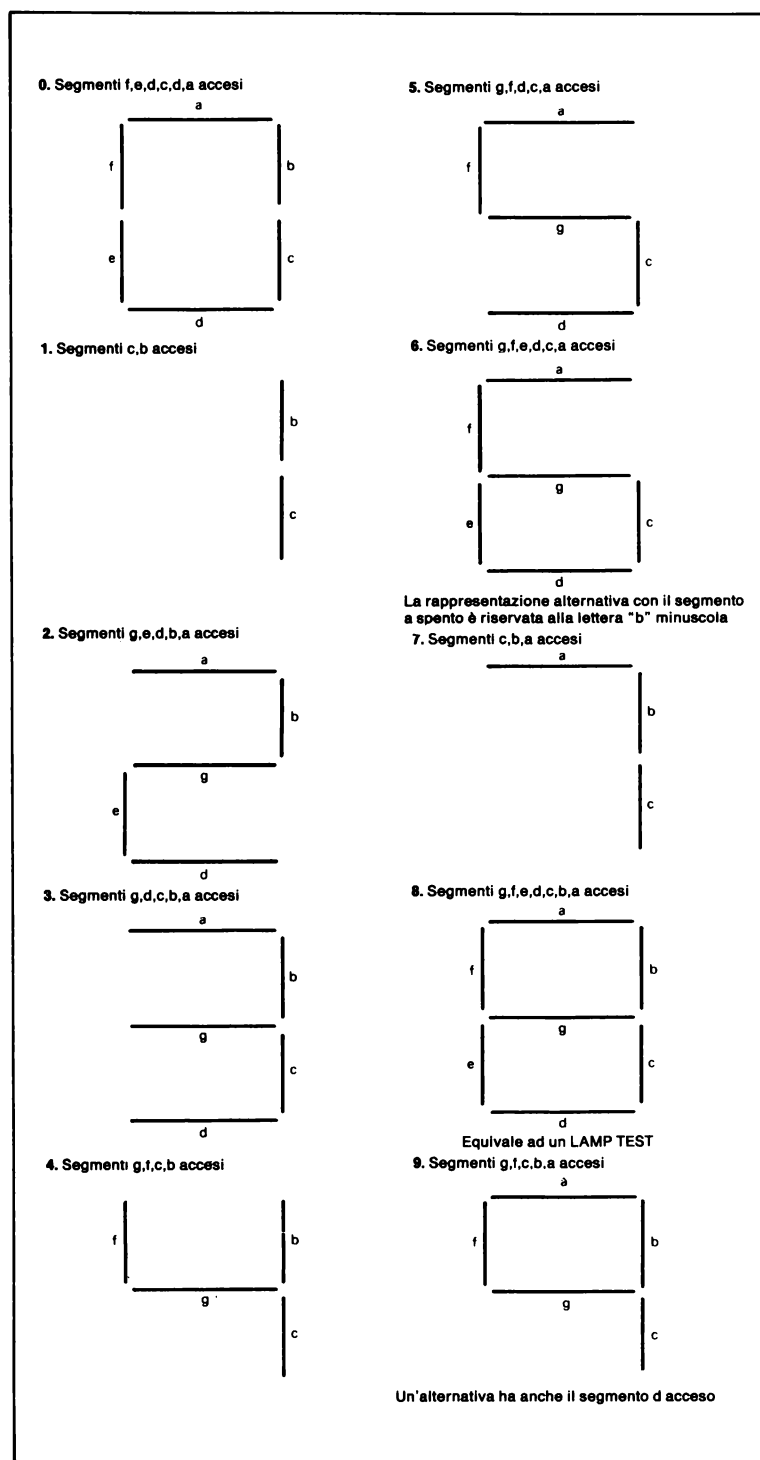 0. Segmenti f,e,d,c,d,a accesi
a
f
b
e
c
d
1. Segmenti c,b accesi
b
c
2. Segmenti g,e,d,b,a accesi
a
b
g
e
d
3. Segmenti g,d,c,b,a accesi
a
b
g
c
d
4. Segmenti g,f,c,b accesi
f
b
g
c
5. Segmenti g,f,d,c,a accesi
a
f
g
c
d
6. Segmenti g,f,e,d,c,a accesi
a
f
g
e
c
d
La rappresentazione alternativa con il segmento
a spento è riservata alla lettera "b" minuscola
7. Segmenti c,b,a accesi
a
b
c
8. Segmenti g,f,e,d,c,b,a accesi
a
f
b
g
e
c
d
Equivale ad un LAMP TEST
9. Segmenti g,f,c,b,a accesi
a
f
b
g
c
Un'alternativa ha anche il segmento d acceso